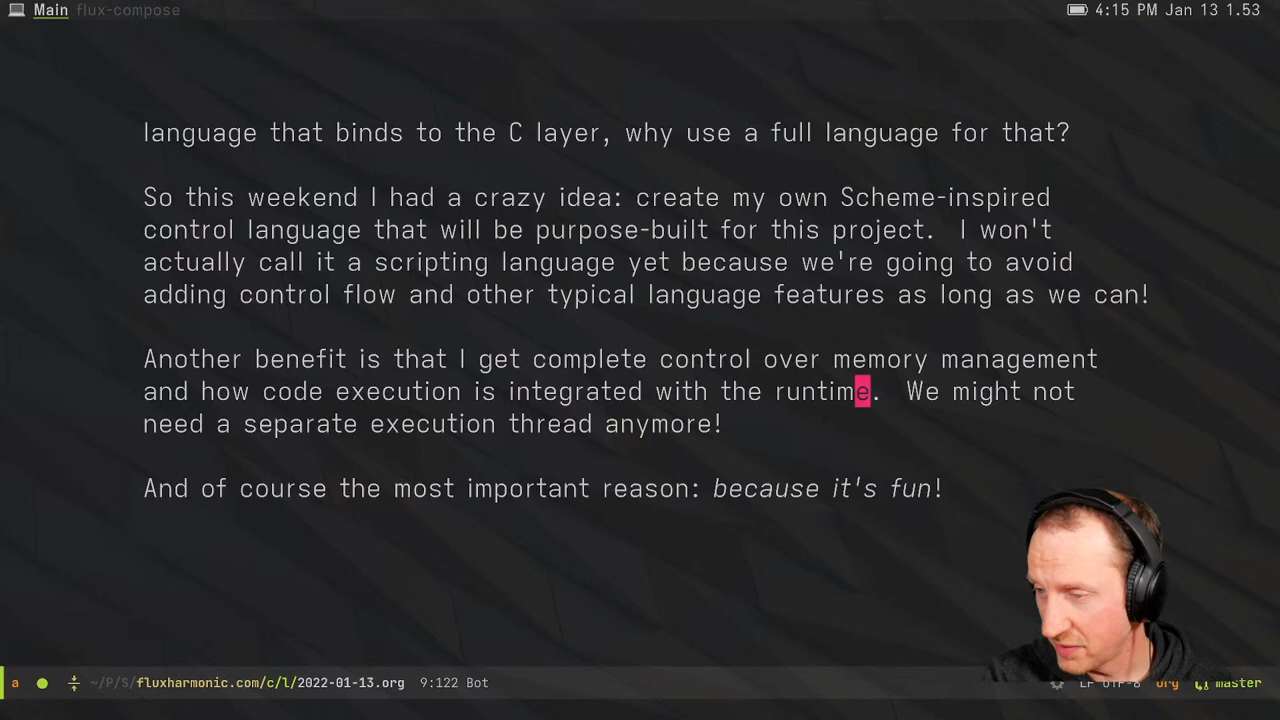 Main flux-compose 4:15 PM Jan 13 1.53
language that binds to the C layer, why use a full language for that?
So this weekend I had a crazy idea: create my own Scheme-inspired
control language that will be purpose-built for this project.  I won't
actually call it a scripting language yet because we're going to avoid
adding control flow and other typical language features as long as we can!
Another benefit is that I get complete control over memory management
and how code execution is integrated with the runtime.  We might not
need a separate execution thread anymore!
And of course the most important reason: because it's fun!
a ~/P/S/fluxharmonic.com/c/l/2022-01-13.org 9:122 Bot LF UTF-8 org master